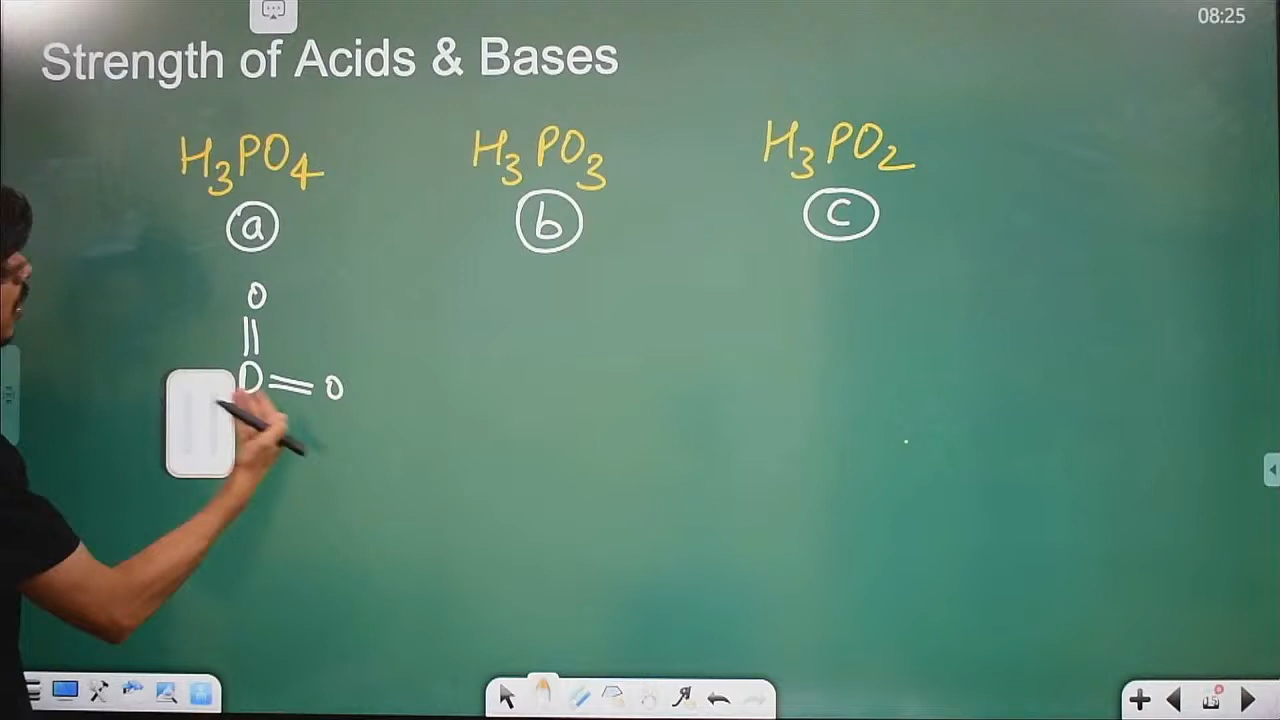 08:25
Strength of Acids & Bases
H₃PO₄ H₃PO₃ H₃PO₂
a b c
O
||
P = O